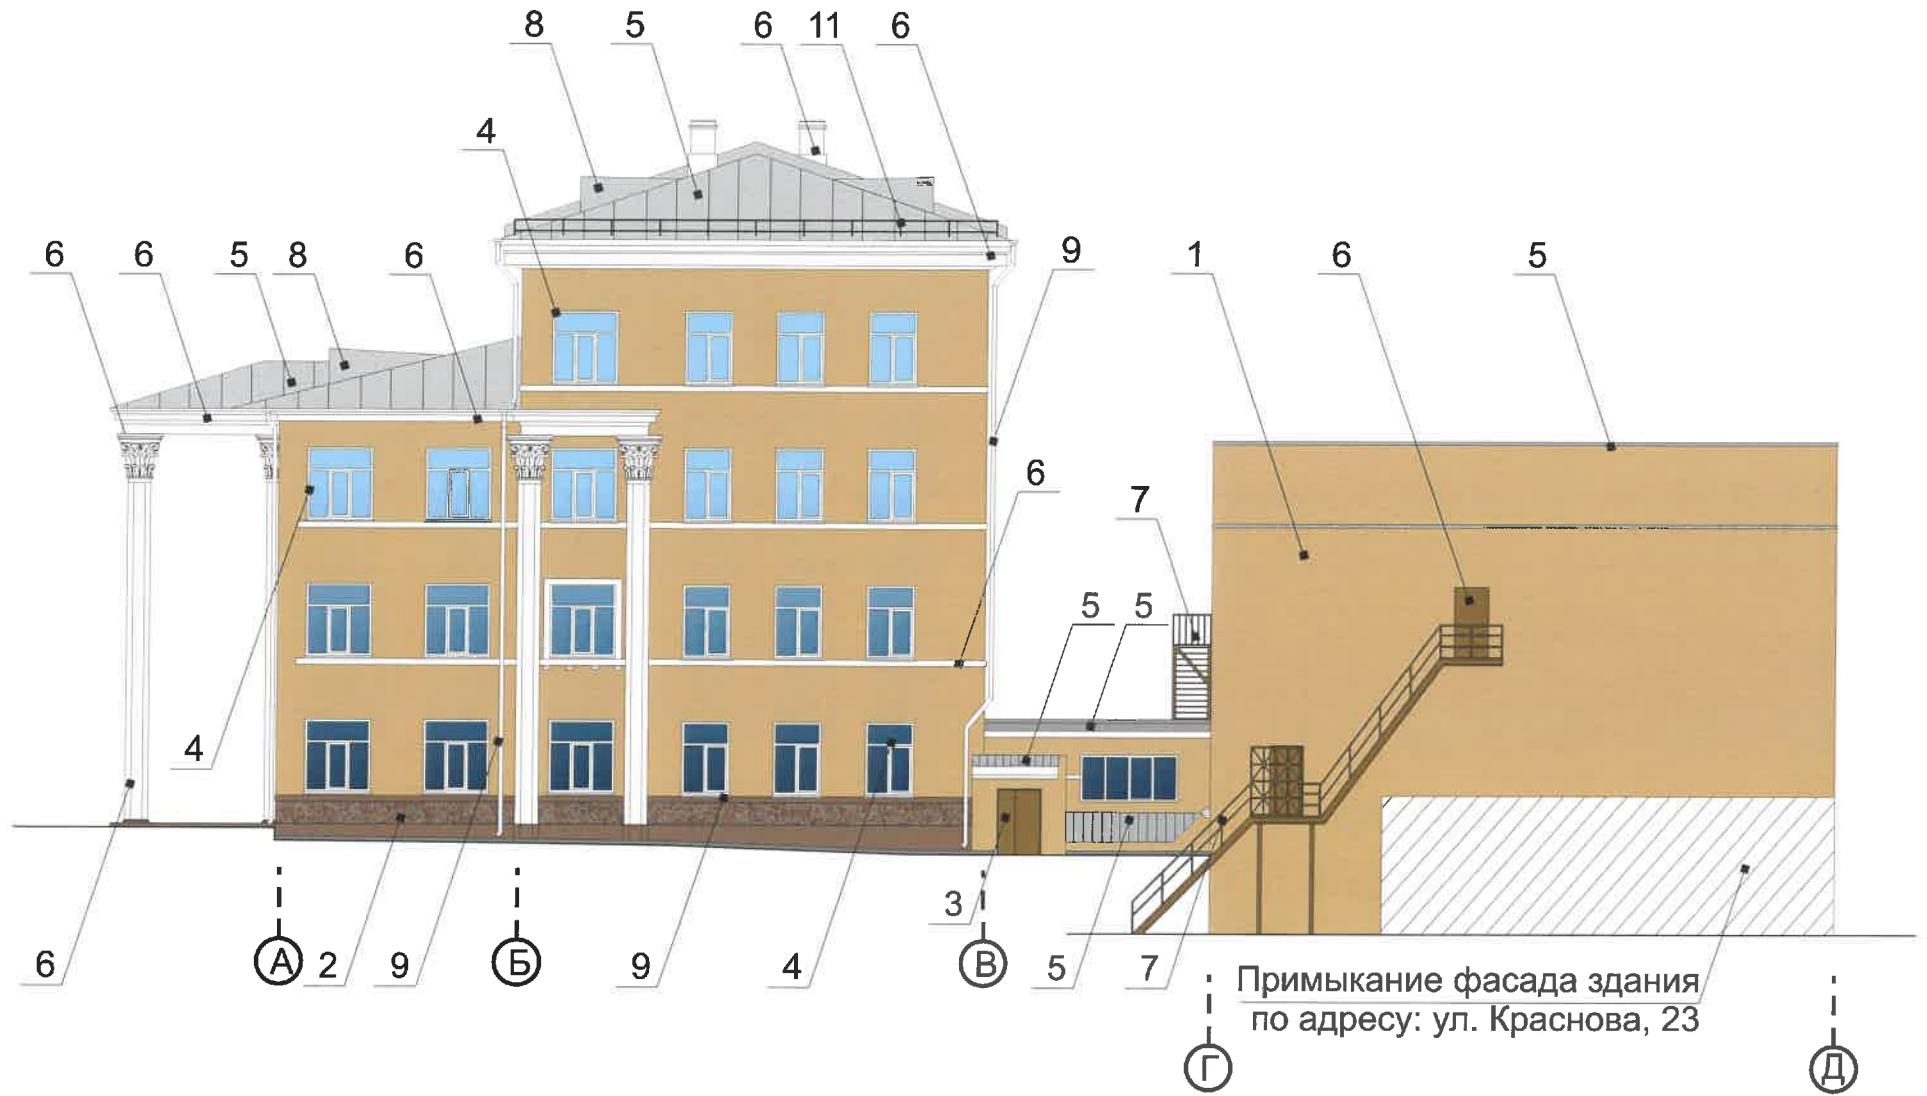 8 5 6 11 6
4
6 6 5 8 6 9 1 6 5
6
7
5 5
4
3
6 А 2 9 Б 9 4 В 5 7
Примыкание фасада здания
по адресу: ул. Краснова, 23
Г Д